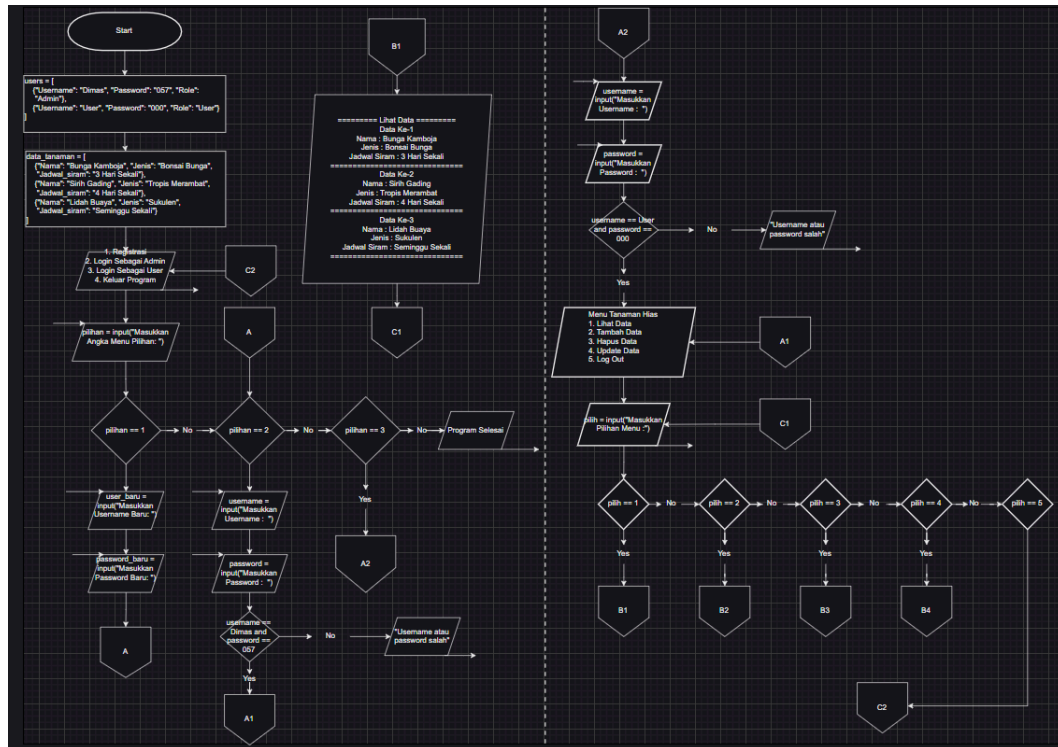 Start
users = [
{"Username": "Dimas", "Password": "057", "Role":
"Admin"},
{"Username": "User", "Password": "000", "Role": "User"}
]
data_tanaman = [
{"Nama": "Bunga Kamboja", "Jenis": "Bonsai Bunga",
"Jadwal_siram": "3 Hari Sekali"},
{"Nama": "Sirih Gading", "Jenis": "Tropis Merambat",
"Jadwal_siram": "4 Hari Sekali"},
{"Nama": "Lidah Buaya", "Jenis": "Sukulen",
"Jadwal_siram": "Seminggu Sekali"}
]
1. Registrasi
2. Login Sebagai Admin
3. Login Sebagai User
4. Keluar Program
C2
pilihan = input("Masukkan
Angka Menu Pilihan: ")
A
pilihan == 1
No
pilihan == 2
No
pilihan == 3
No
Program Selesai
user_baru =
input("Masukkan
Username Baru: ")
password_baru =
input("Masukkan
Password Baru: ")
A
username =
input("Masukkan
Username : ")
password =
input("Masukkan
Password : ")
username ==
Dimas and
password ==
057
No
"Username atau
password salah"
Yes
A1
Yes
A2
B1
========= Lihat Data =========
Data Ke-1
Nama : Bunga Kamboja
Jenis : Bonsai Bunga
Jadwal Siram : 3 Hari Sekali
==============================
Data Ke-2
Nama : Sirih Gading
Jenis : Tropis Merambat
Jadwal Siram : 4 Hari Sekali
==============================
Data Ke-3
Nama : Lidah Buaya
Jenis : Sukulen
Jadwal Siram : Seminggu Sekali
==============================
C1
A2
username =
input("Masukkan
Username : ")
password =
input("Masukkan
Password : ")
username == User
and password ==
000
No
"Username atau
password salah"
Yes
Menu Tanaman Hias
1. Lihat Data
2. Tambah Data
3. Hapus Data
4. Update Data
5. Log Out
A1
pilih = input("Masukkan
Pilihan Menu :")
C1
pilih == 1
No
pilih == 2
No
pilih == 3
No
pilih == 4
No
pilih == 5
Yes
Yes
Yes
Yes
B1
B2
B3
B4
C2